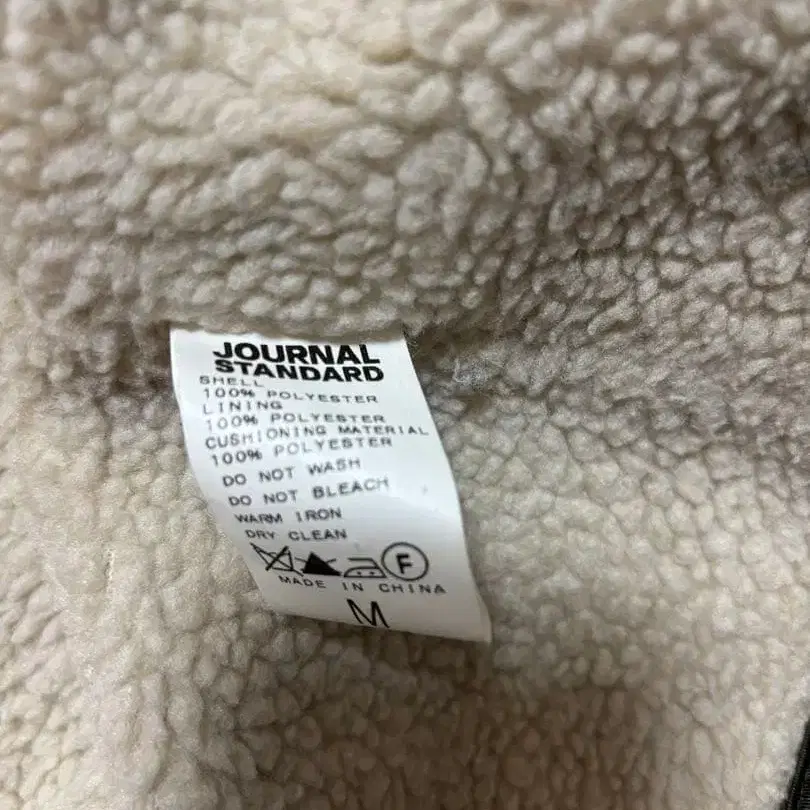 JOURNAL
STANDARD
SHELL
100% POLYESTER
LINING
100% POLYESTER
CUSHIONING MATERIAL
100% POLYESTER
DO NOT WASH
DO NOT BLEACH
WARM IRON
DRY CLEAN
F
MADE IN CHINA
M